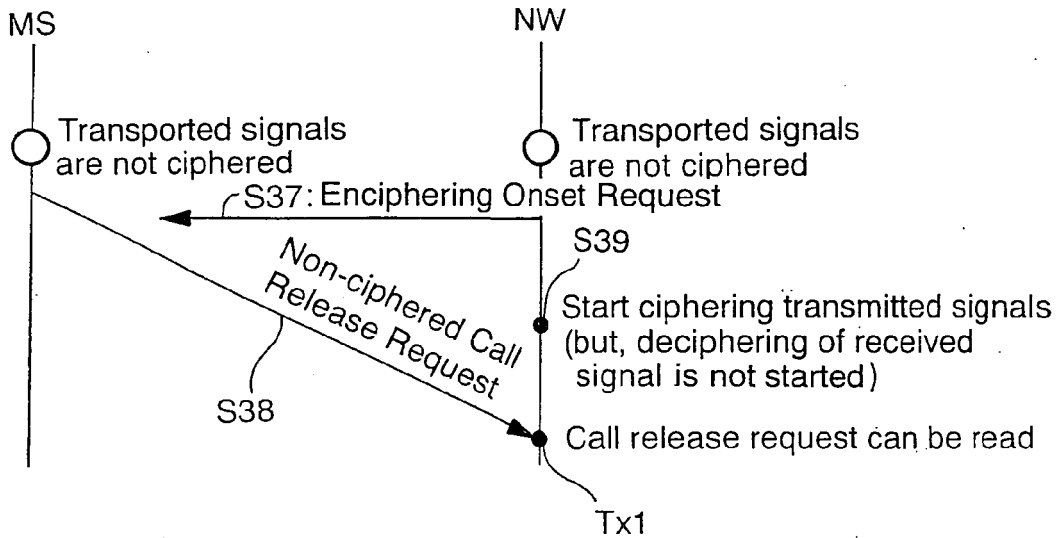 MS
NW
Transported signals
are not ciphered
Transported signals
are not ciphered
S37: Enciphering Onset Request
S39
Non-ciphered Call
Release Request
Start ciphering transmitted signals
(but, deciphering of received
signal is not started)
S38
Call release request can be read
Tx1